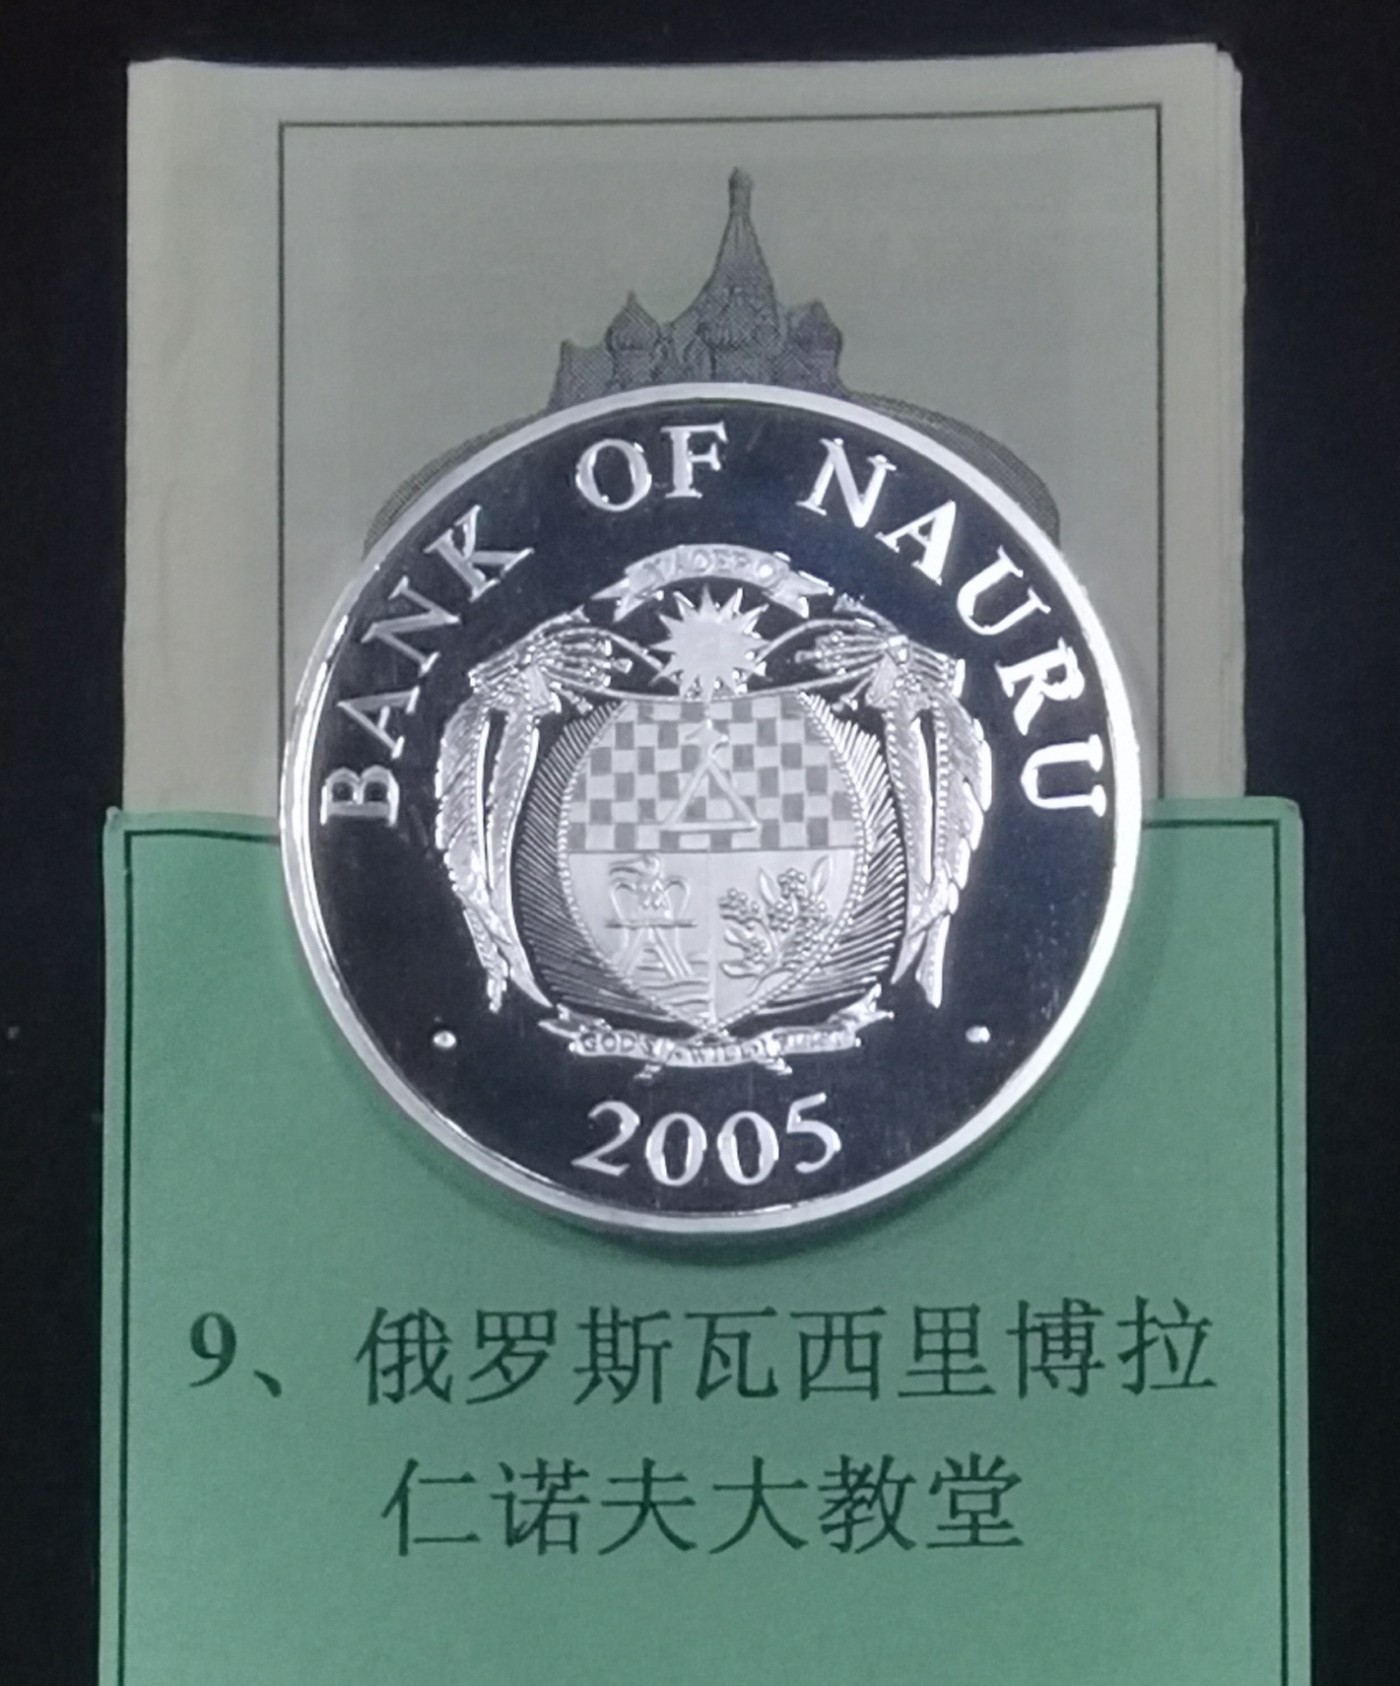 BANK OF NAURU
NAOERO
GOD'S WILL FIRST
2005
9、俄罗斯瓦西里博拉
仁诺夫大教堂